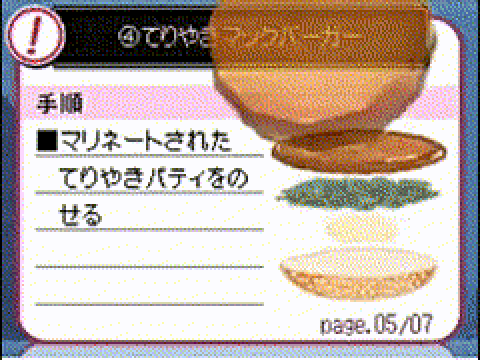 ④てりやきマックバーガー
手順
■マリネートされた
てりやきパティをの
せる
page.05/07